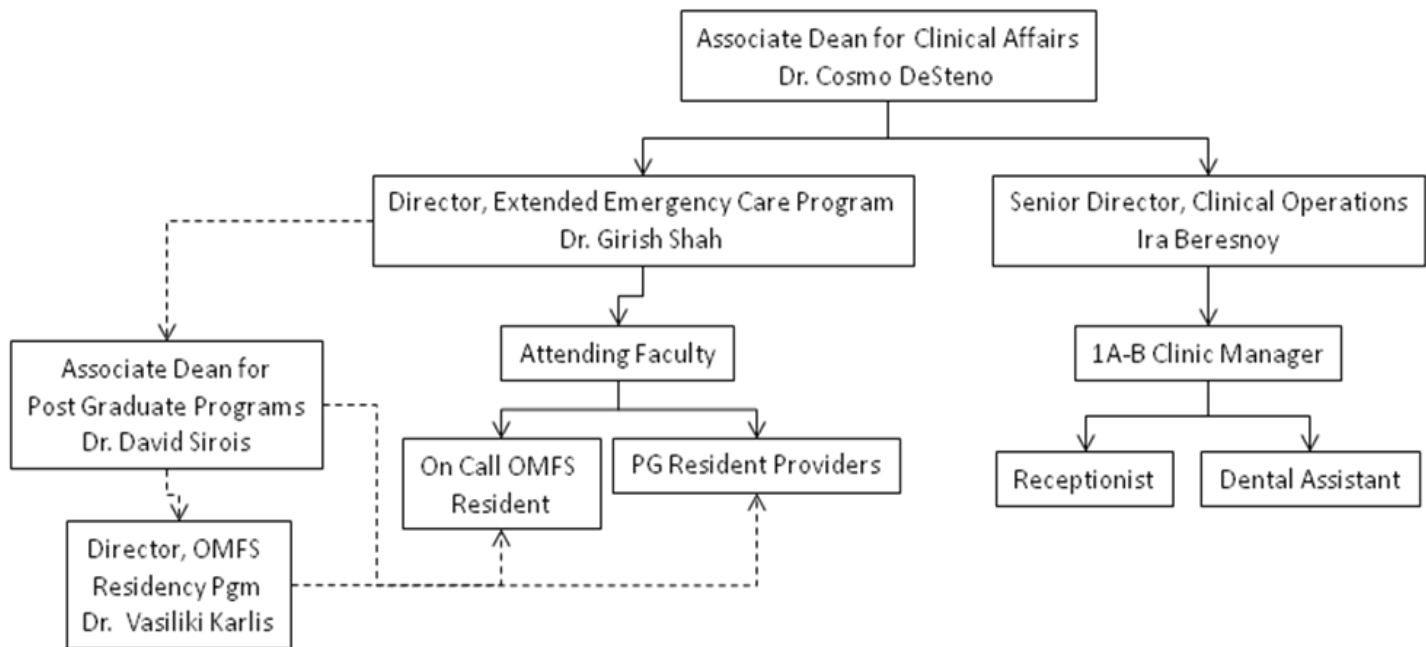 Associate Dean for Clinical Affairs
Dr. Cosmo DeSteno
Director, Extended Emergency Care Program
Dr. Girish Shah
Senior Director, Clinical Operations
Ira Beresnoy
Associate Dean for
Post Graduate Programs
Dr. David Sirois
Attending Faculty
1A-B Clinic Manager
On Call OMFS
Resident
PG Resident Providers
Receptionist
Dental Assistant
Director, OMFS
Residency Pgm
Dr. Vasiliki Karlis